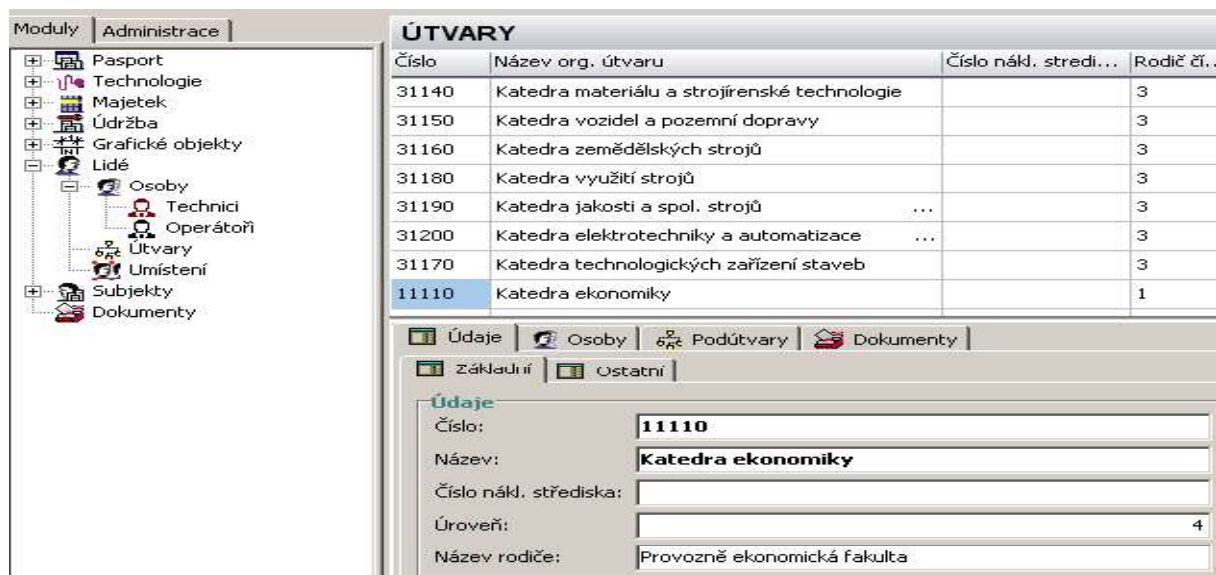 Moduly Administrace
Pasport
Technologie
Majetek
Údržba
Grafické objekty
Lidé
Osoby
Technici
Operátoři
Útvary
Umístení
Subjekty
Dokumenty
ÚTVARY
Číslo Název org. útvaru Číslo nákl. stredi... Rodič čí...
31140 Katedra materiálu a strojírenské technologie 3
31150 Katedra vozidel a pozemní dopravy 3
31160 Katedra zemědělských strojů 3
31180 Katedra využití strojů 3
31190 Katedra jakosti a spol. strojů ... 3
31200 Katedra elektrotechniky a automatizace ... 3
31170 Katedra technologických zařízení staveb 3
11110 Katedra ekonomiky 1
Údaje Osoby Podútvary Dokumenty
Základní Ostatní
Údaje
Číslo: 11110
Název: Katedra ekonomiky
Číslo nákl. střediska:
Úroveň: 4
Název rodiče: Provozně ekonomická fakulta